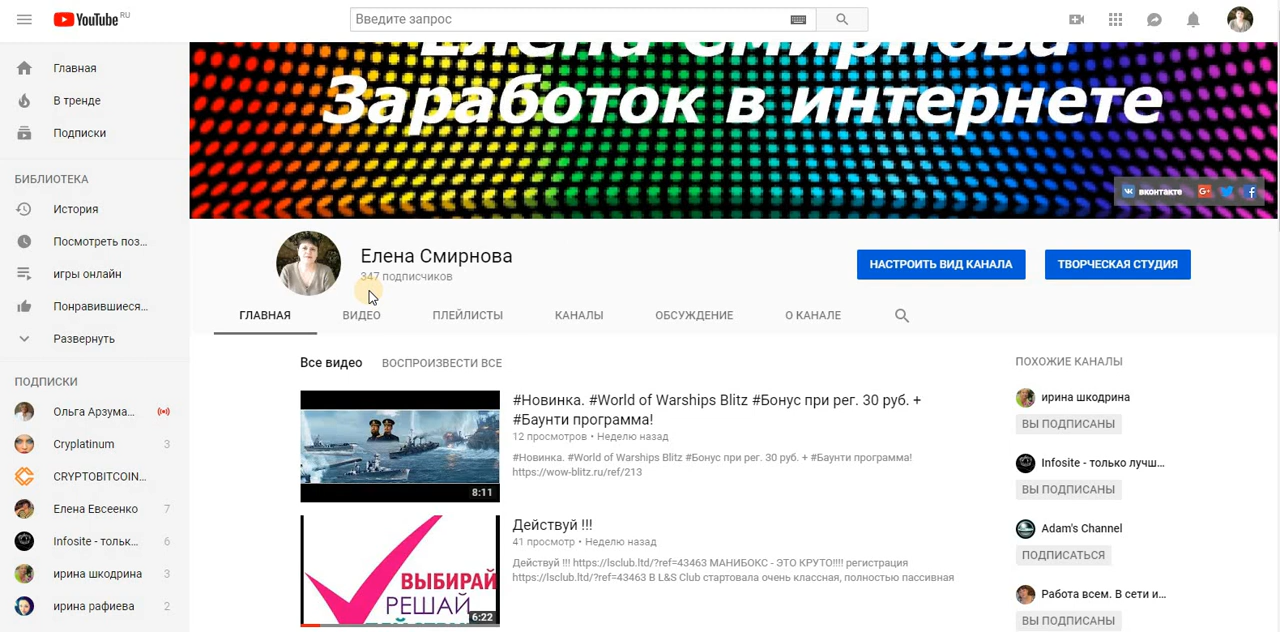 YouTube RU
Введите запрос
Главная
В тренде
Подписки
БИБЛИОТЕКА
История
Посмотреть поз...
игры онлайн
Понравившиеся...
Развернуть
ПОДПИСКИ
Ольга Арзума...
Cryplatinum 3
CRYPTOBITCOIN...
Елена Евсеенко 7
Infosite - тольк... 6
ирина шкодрина 3
ирина рафиева 2
Елена Смирнова
Заработок в интернете
вконтакте
Елена Смирнова
347 подписчиков
НАСТРОИТЬ ВИД КАНАЛА
ТВОРЧЕСКАЯ СТУДИЯ
ГЛАВНАЯ ВИДЕО ПЛЕЙЛИСТЫ КАНАЛЫ ОБСУЖДЕНИЕ О КАНАЛЕ
Все видео ВОСПРОИЗВЕСТИ ВСЕ
8:11
#Новинка. #World of Warships Blitz #Бонус при рег. 30 руб. +
#Баунти программа!
12 просмотров • Неделю назад
#Новинка. #World of Warships Blitz #Бонус при рег. 30 руб. + #Баунти программа!
https://wow-blitz.ru/ref/213
ВЫБИРАЙ
РЕШАЙ
6:22
Действуй !!!
41 просмотр • Неделю назад
Действуй !!! https://lsclub.ltd/?ref=43463 МАНИБОКС - ЭТО КРУТО!!!! регистрация
https://lsclub.ltd/?ref=43463 В L&S Club стартовала очень классная, полностью пассивная
ПОХОЖИЕ КАНАЛЫ
ирина шкодрина
ВЫ ПОДПИСАНЫ
Infosite - только лучш...
ВЫ ПОДПИСАНЫ
Adam's Channel
ПОДПИСАТЬСЯ
Работа всем. В сети и...
ВЫ ПОДПИСАНЫ